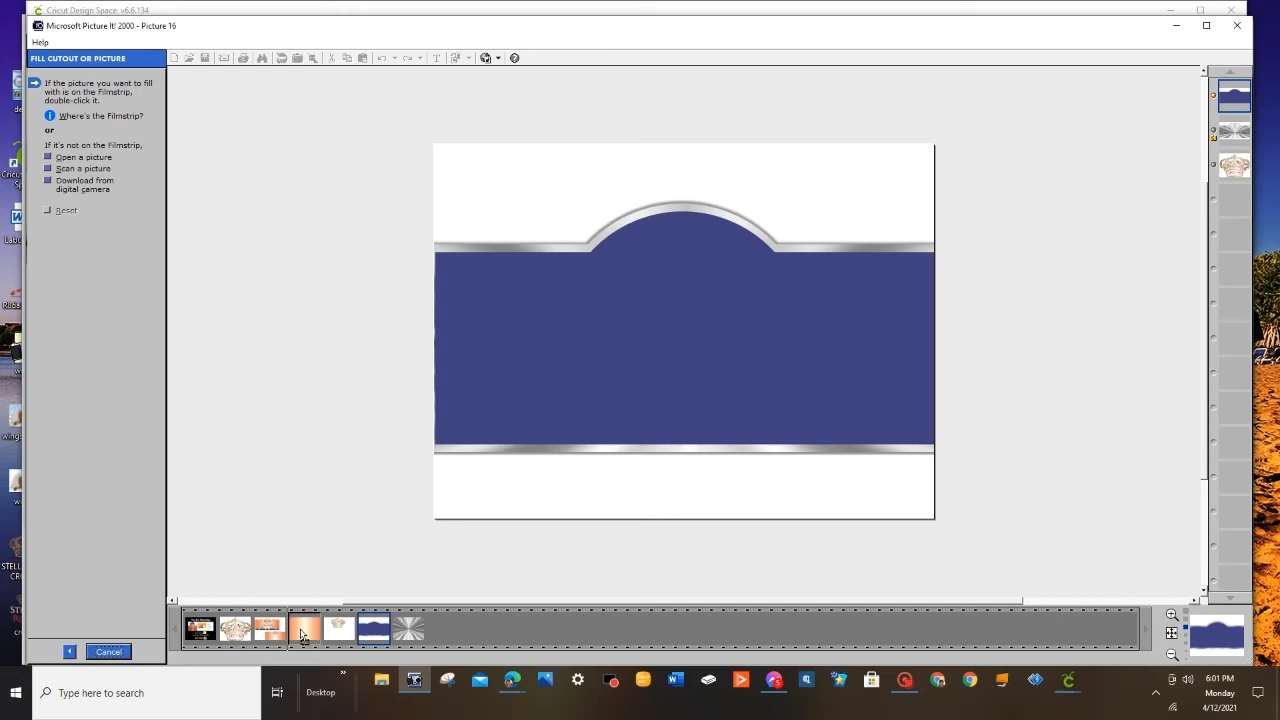 Cricut Design Space v6.6.134
Microsoft Picture It! 2000 - Picture 16
Help
FILL CUTOUT OR PICTURE
If the picture you want to fill
with is on the Filmstrip,
double-click it.
Where's the Filmstrip?
or
If it's not on the Filmstrip,
Open a picture
Scan a picture
Download from
digital camera
Reset
Cancel
Type here to search
Desktop
6:01 PM
Monday
4/12/2021